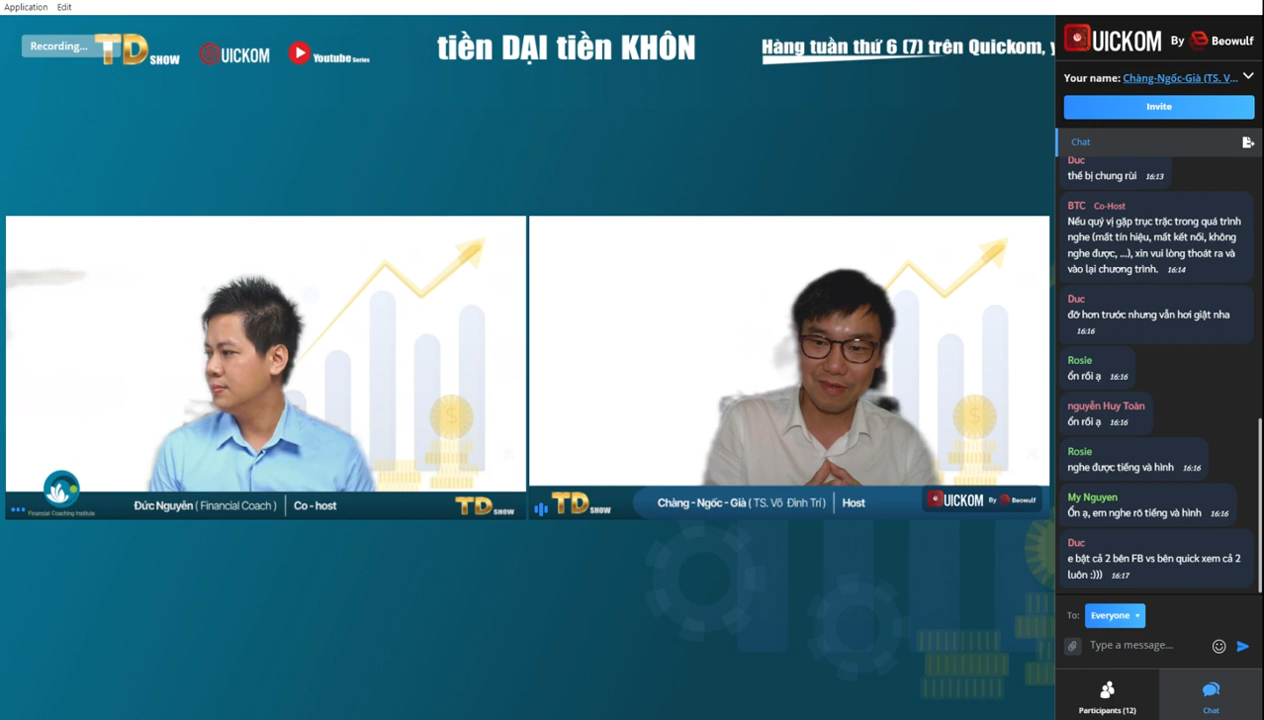 Application Edit
Recording...
TD SHOW
QUICKOM
Youtube Series
tiền DẠI tiền KHÔN
Hàng tuần thứ 6 (7) trên Quickom, y
QUICKOM By Beowulf
Your name: Chàng-Ngốc-Già (TS. V...
Invite
Chat
Duc
thế bị chung rùi 16:13
BTC Co-Host
Nếu quý vị gặp trục trặc trong quá trình
nghe (mất tín hiệu, mất kết nối, không
nghe được, ...), xin vui lòng thoát ra và
vào lại chương trình. 16:14
Duc
đỡ hơn trước nhưng vẫn hơi giật nha
16:16
Rosie
ổn rồi ạ 16:16
nguyễn Huy Toàn
ổn rồi ạ 16:16
Rosie
nghe được tiếng và hình 16:16
My Nguyen
Ổn ạ, em nghe rõ tiếng và hình 16:16
Duc
e bật cả 2 bên FB vs bên quick xem cả 2
luôn :))) 16:17
To: Everyone
Type a message...
Participants (12)
Chat
Financial Coaching Institute
Đức Nguyễn ( Financial Coach ) Co - host
TD SHOW
TD SHOW
Chàng - Ngốc - Già ( TS. Võ Đình Trí ) Host
QUICKOM By Beowulf